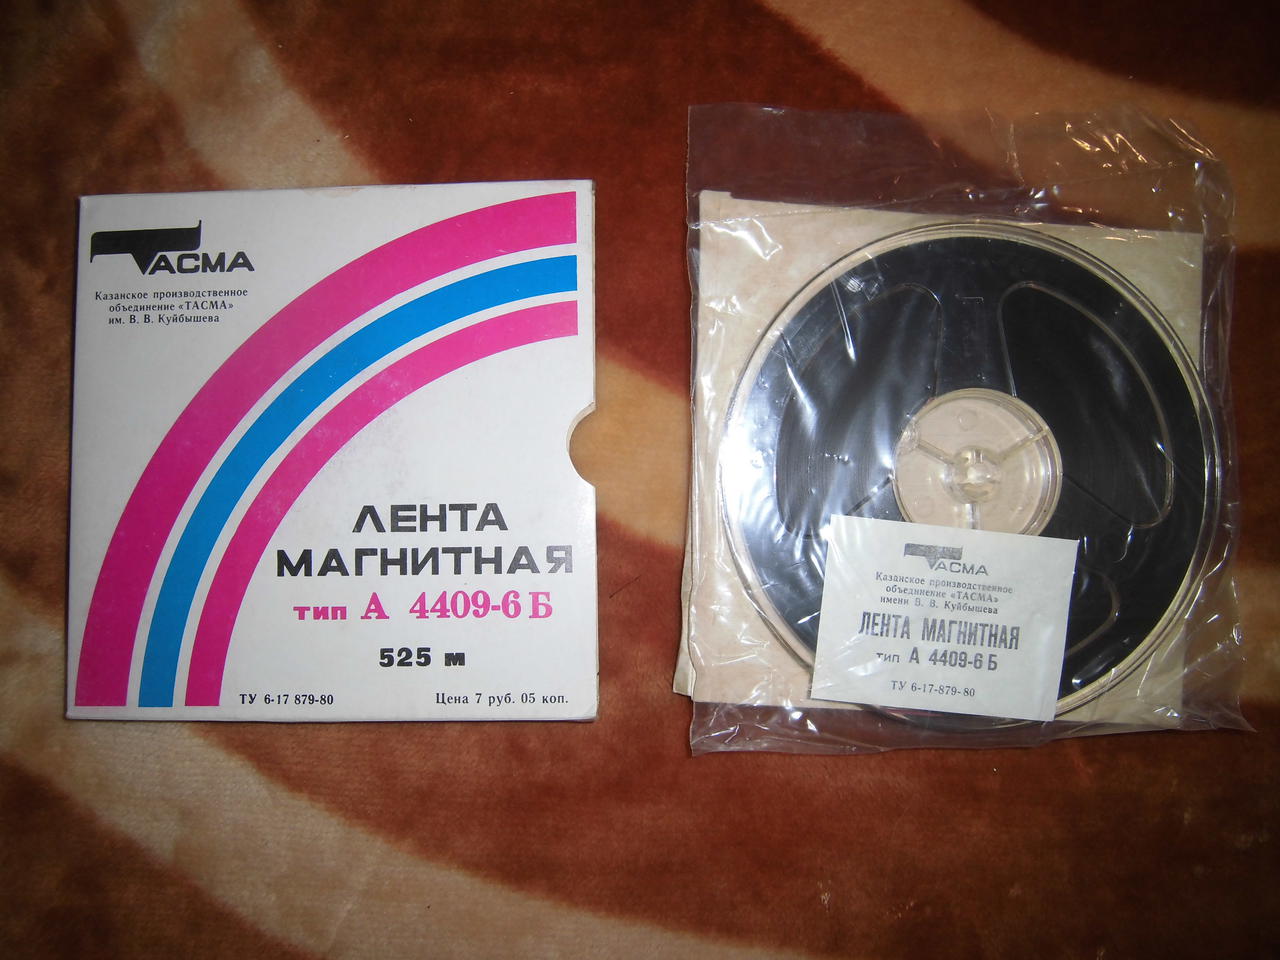 ТАСМА
Казанское производственное
объединение «ТАСМА»
им. В. В. Куйбышева
ЛЕНТА
МАГНИТНАЯ
тип А 4409-6 Б
525 м
ТУ 6-17 879-80
Цена 7 руб. 05 коп.
ТАСМА
Казанское производственное
объединение «ТАСМА»
имени В. В. Куйбышева
ЛЕНТА МАГНИТНАЯ
тип А 4409-6 Б
ТУ 6-17-879-80